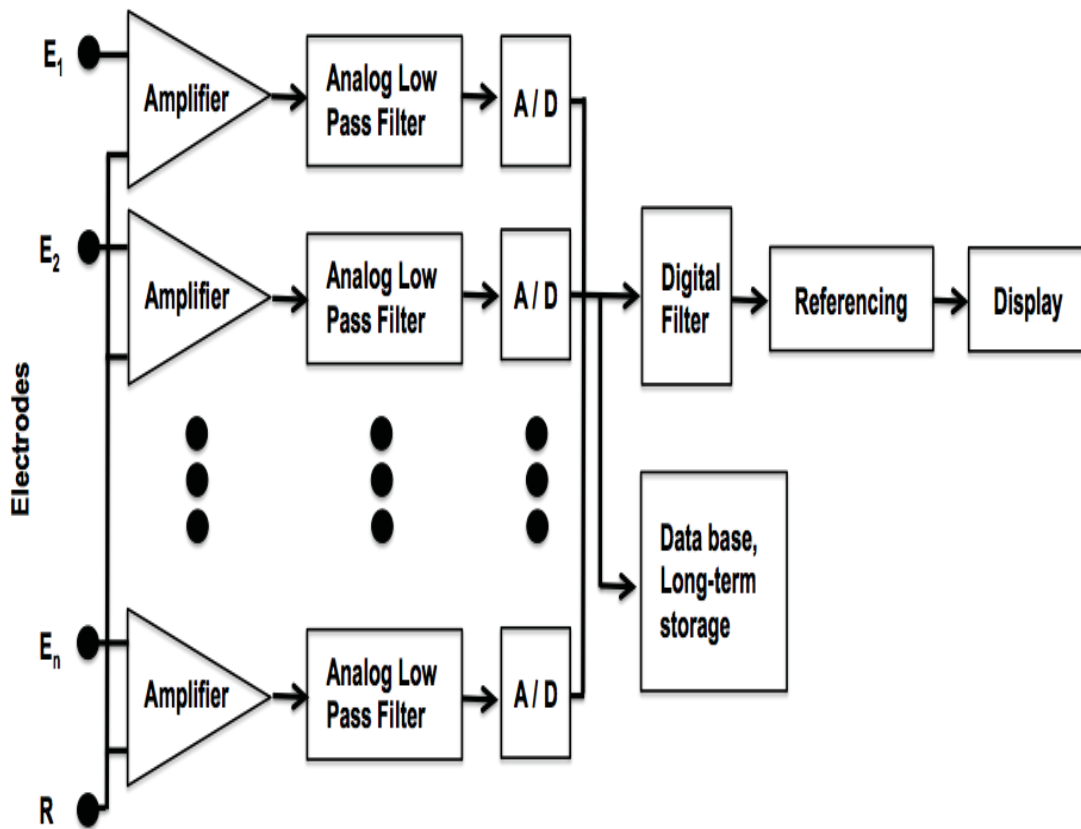 E1
Amplifier
Analog Low
Pass Filter
A / D
E2
Amplifier
Analog Low
Pass Filter
A / D
Digital
Filter
Referencing
Display
Electrodes
Data base,
Long-term
storage
En
Amplifier
Analog Low
Pass Filter
A / D
R